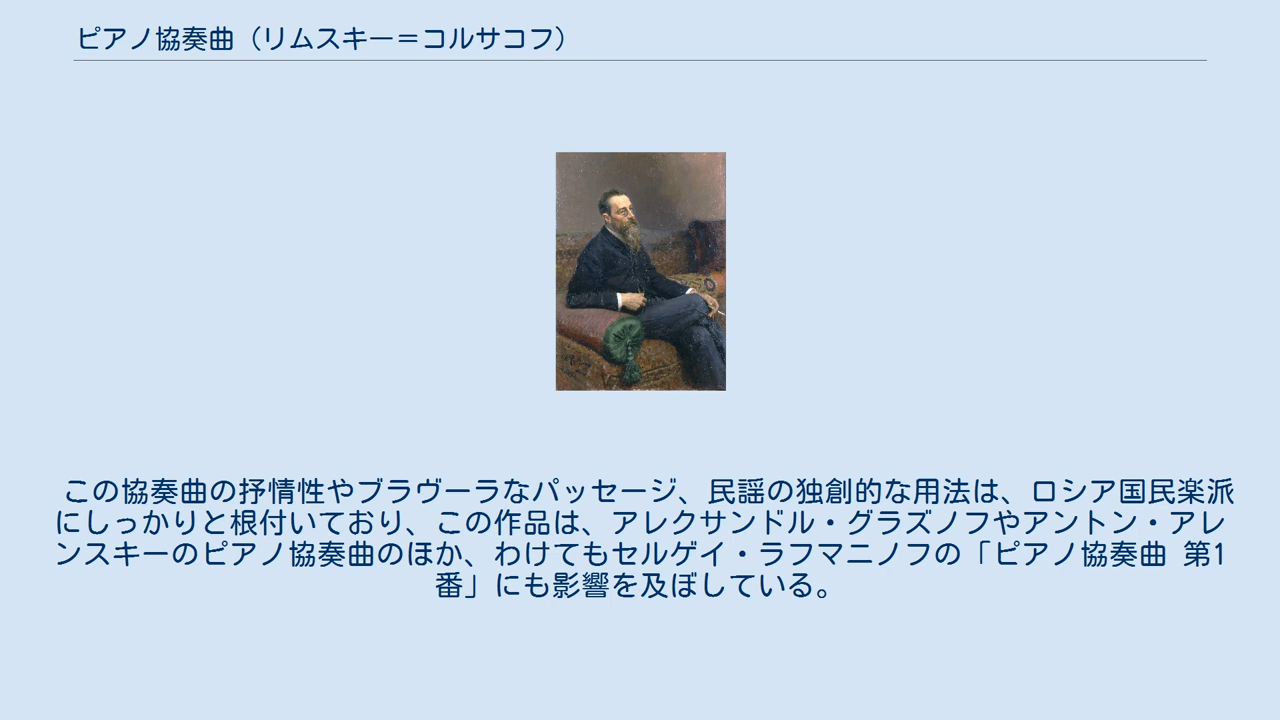 ピアノ協奏曲（リムスキー＝コルサコフ）
この協奏曲の抒情性やブラヴーラなパッセージ、民謡の独創的な用法は、ロシア国民楽派
にしっかりと根付いており、この作品は、アレクサンドル・グラズノフやアントン・アレ
ンスキーのピアノ協奏曲のほか、わけてもセルゲイ・ラフマニノフの「ピアノ協奏曲 第1
番」にも影響を及ぼしている。